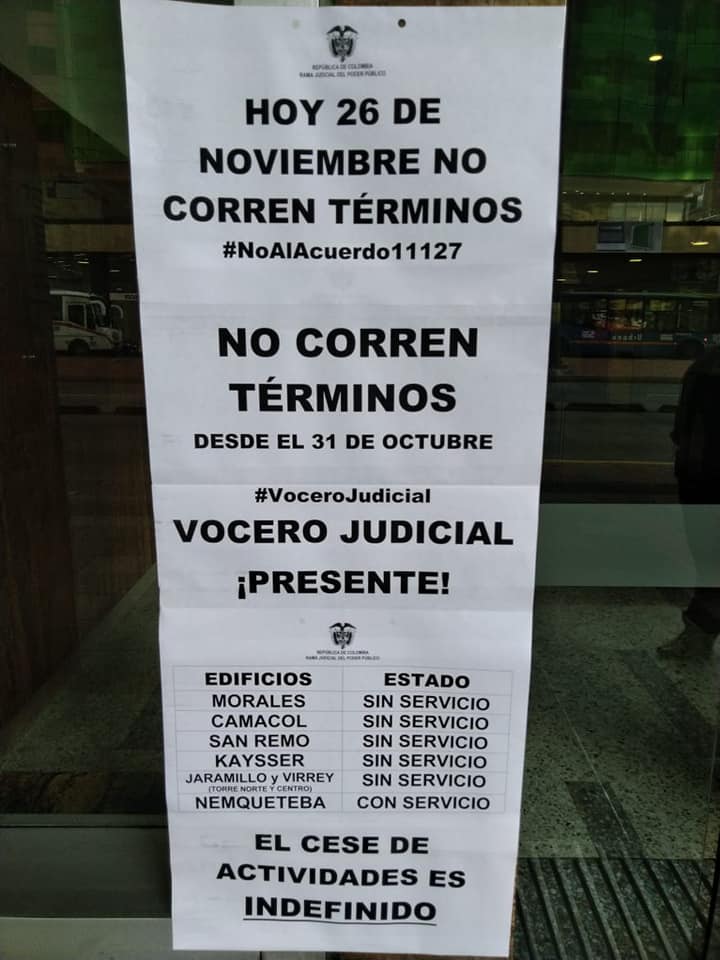 REPÚBLICA DE COLOMBIA
RAMA JUDICIAL DEL PODER PÚBLICO
HOY 26 DE
NOVIEMBRE NO
CORREN TÉRMINOS
#NoAlAcuerdo11127
NO CORREN
TÉRMINOS
DESDE EL 31 DE OCTUBRE
#VoceroJudicial
VOCERO JUDICIAL
¡PRESENTE!
REPÚBLICA DE COLOMBIA
RAMA JUDICIAL DEL PODER PÚBLICO
EDIFICIOS ESTADO
MORALES SIN SERVICIO
CAMACOL SIN SERVICIO
SAN REMO SIN SERVICIO
KAYSSER SIN SERVICIO
JARAMILLO y VIRREY SIN SERVICIO
(TORRE NORTE Y CENTRO)
NEMQUETEBA CON SERVICIO
EL CESE DE
ACTIVIDADES ES
INDEFINIDO